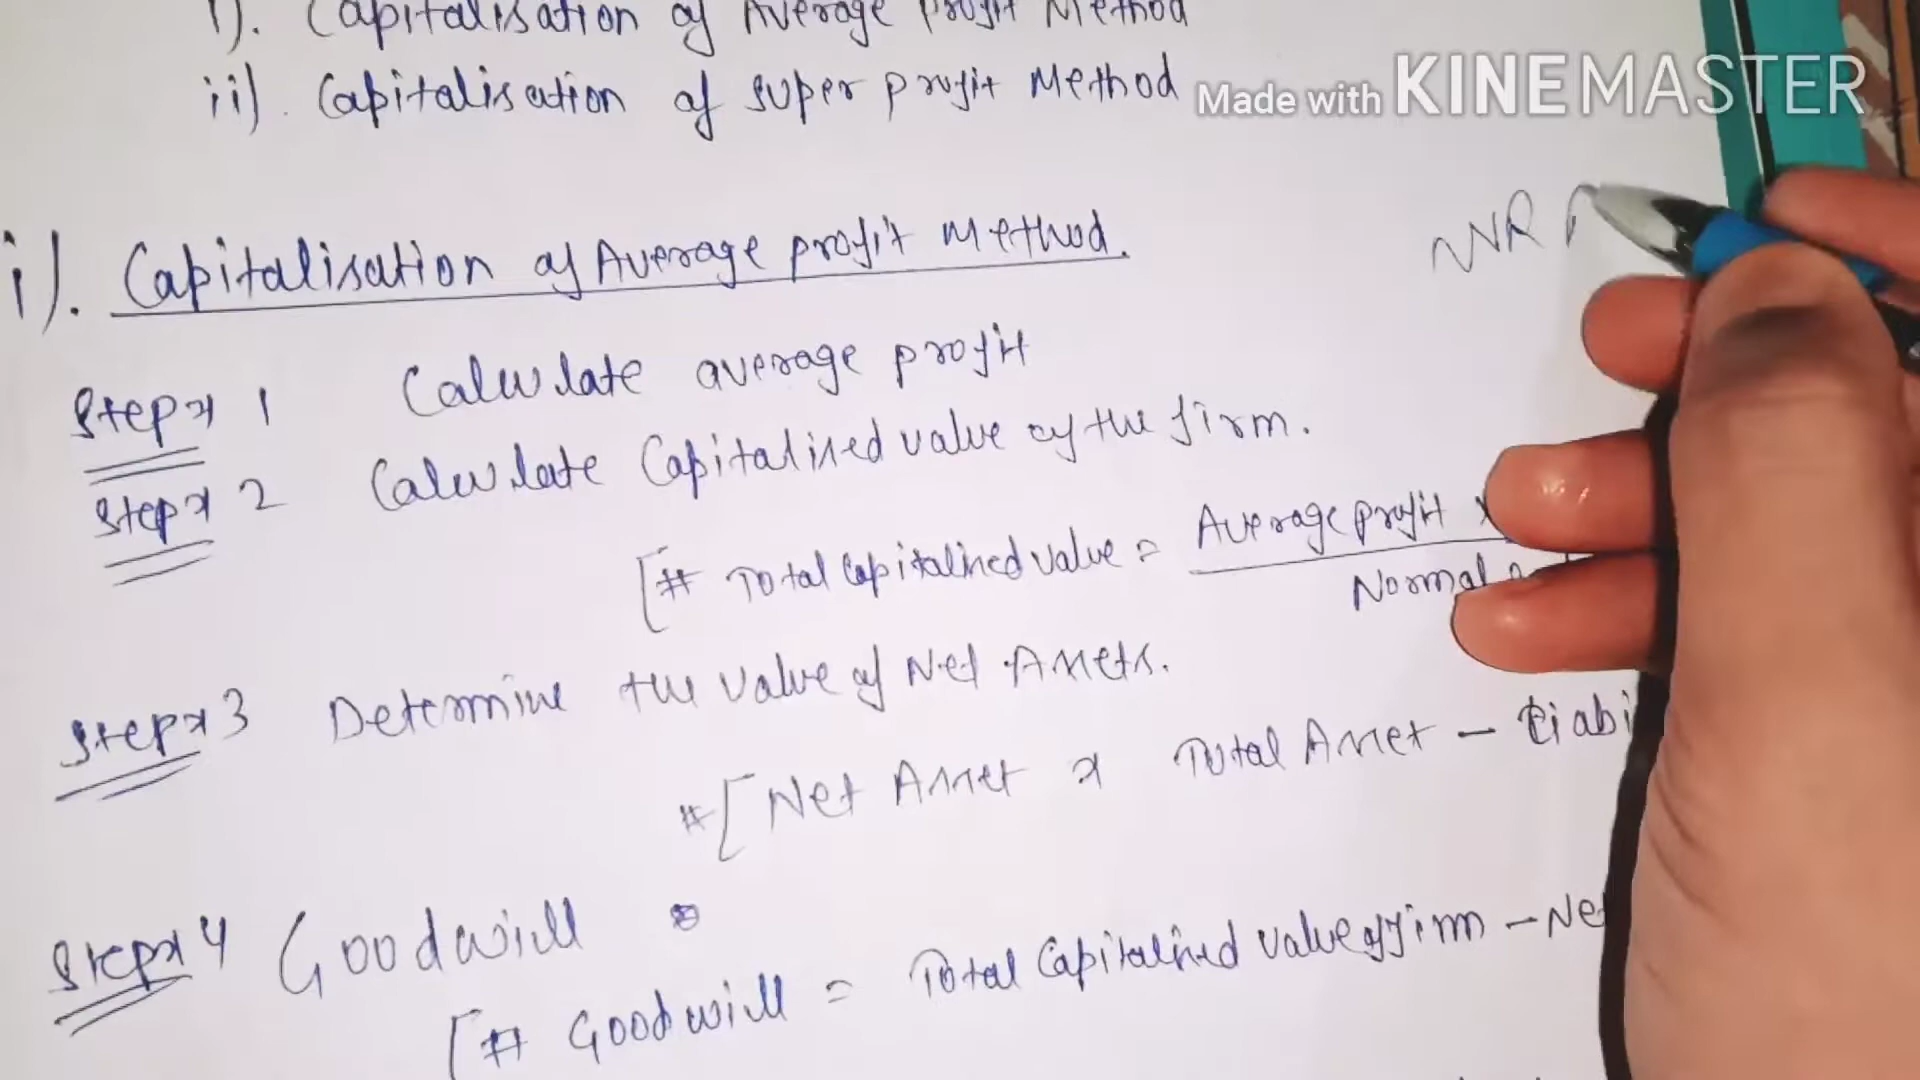 i). Capitalisation of Average profit Method
ii). Capitalisation of super profit Method
Made with KINEMASTER
i). Capitalisation of Average profit Method.
NNR
Step 1 Calculate average profit
Step 2 Calculate Capitalised value of the firm.
[# Total Capitalised value = Average profit ×
Normal
Step 3 Determine the value of Net Assets.
#[ Net Asset = Total Asset - Liabi
Step 4 Goodwill
[# Goodwill = Total Capitalised value of firm - Ne